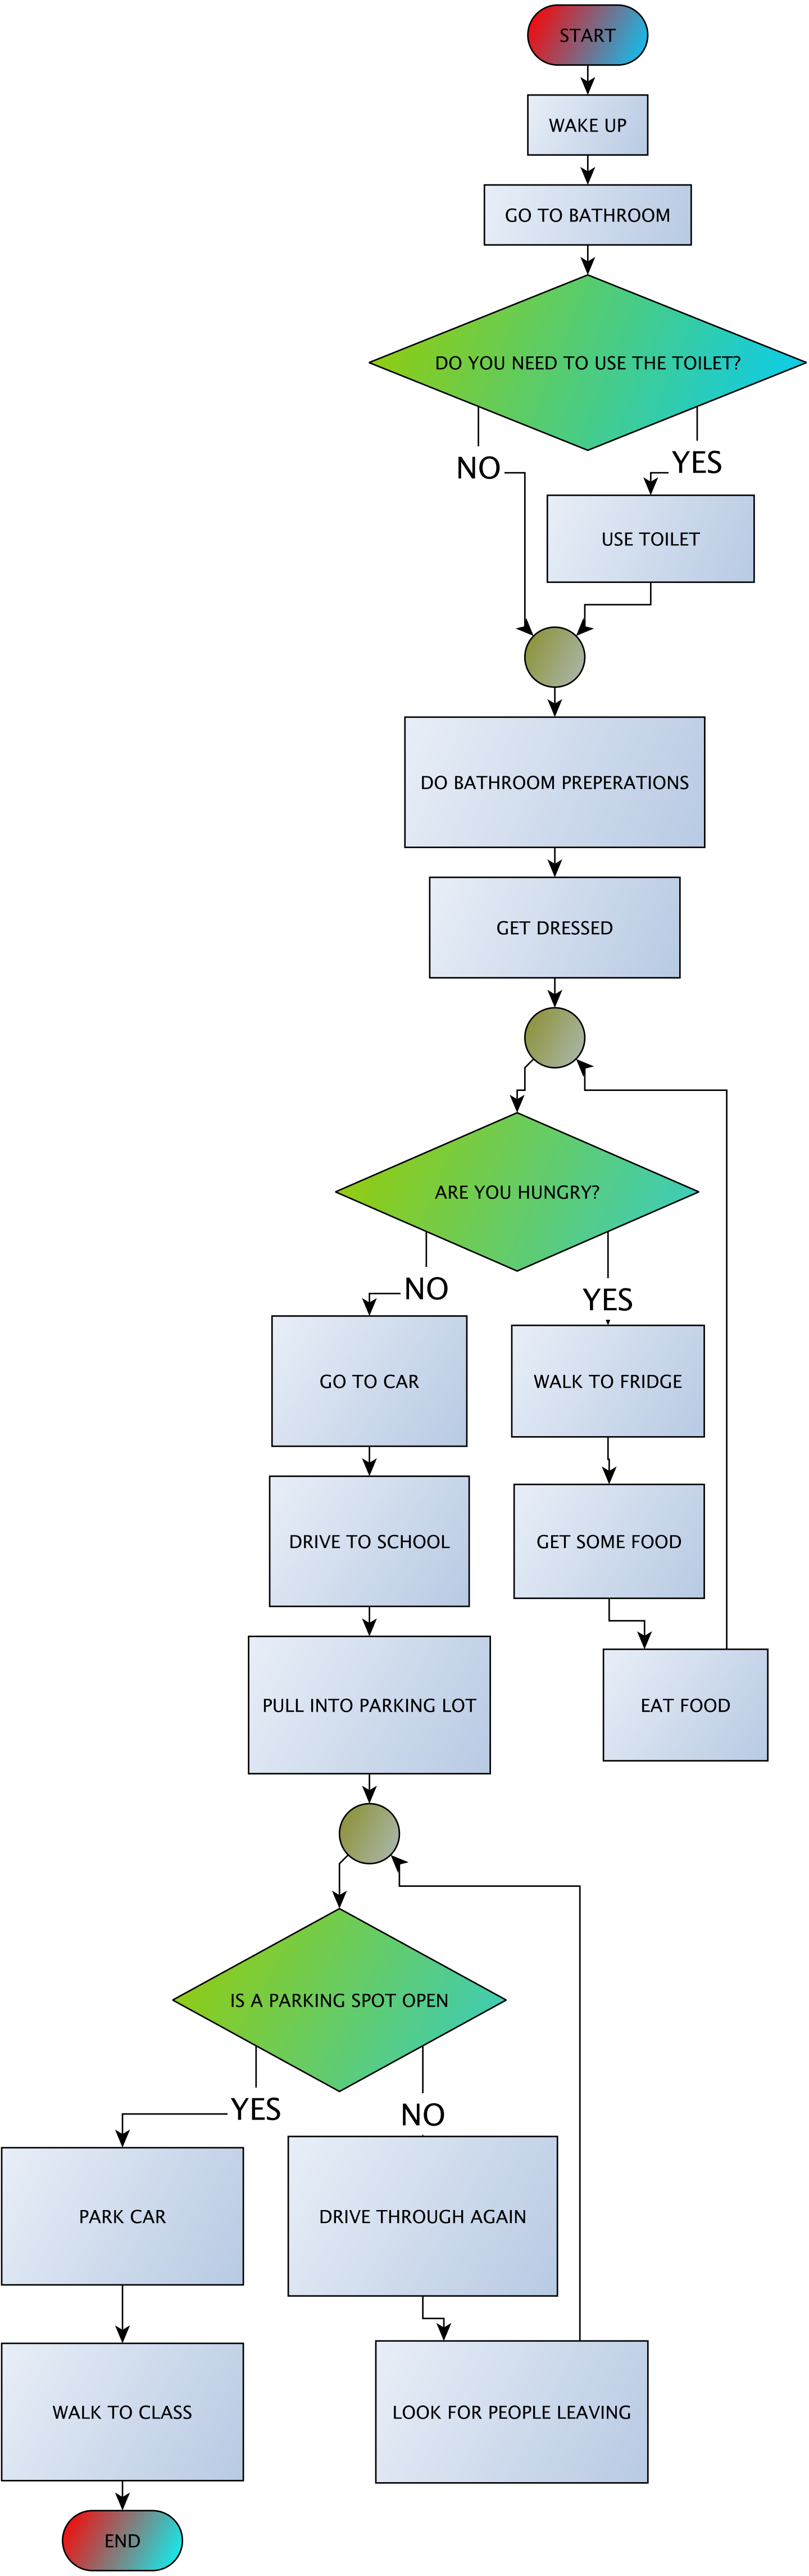 START
WAKE UP
GO TO BATHROOM
DO YOU NEED TO USE THE TOILET?
NO
YES
USE TOILET
DO BATHROOM PREPERATIONS
GET DRESSED
ARE YOU HUNGRY?
NO
YES
GO TO CAR
WALK TO FRIDGE
DRIVE TO SCHOOL
GET SOME FOOD
PULL INTO PARKING LOT
EAT FOOD
IS A PARKING SPOT OPEN
YES
NO
PARK CAR
DRIVE THROUGH AGAIN
WALK TO CLASS
LOOK FOR PEOPLE LEAVING
END